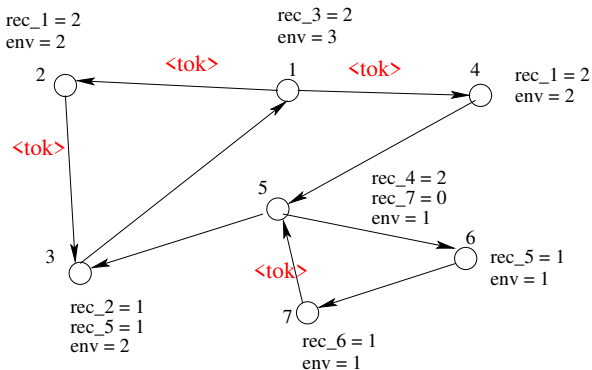 rec_1 = 2
env = 2
rec_3 = 2
env = 3
<tok>
<tok>
2
1
4
rec_1 = 2
env = 2
<tok>
5
rec_4 = 2
rec_7 = 0
env = 1
3
<tok>
6
rec_5 = 1
env = 1
rec_2 = 1
rec_5 = 1
env = 2
7
rec_6 = 1
env = 1